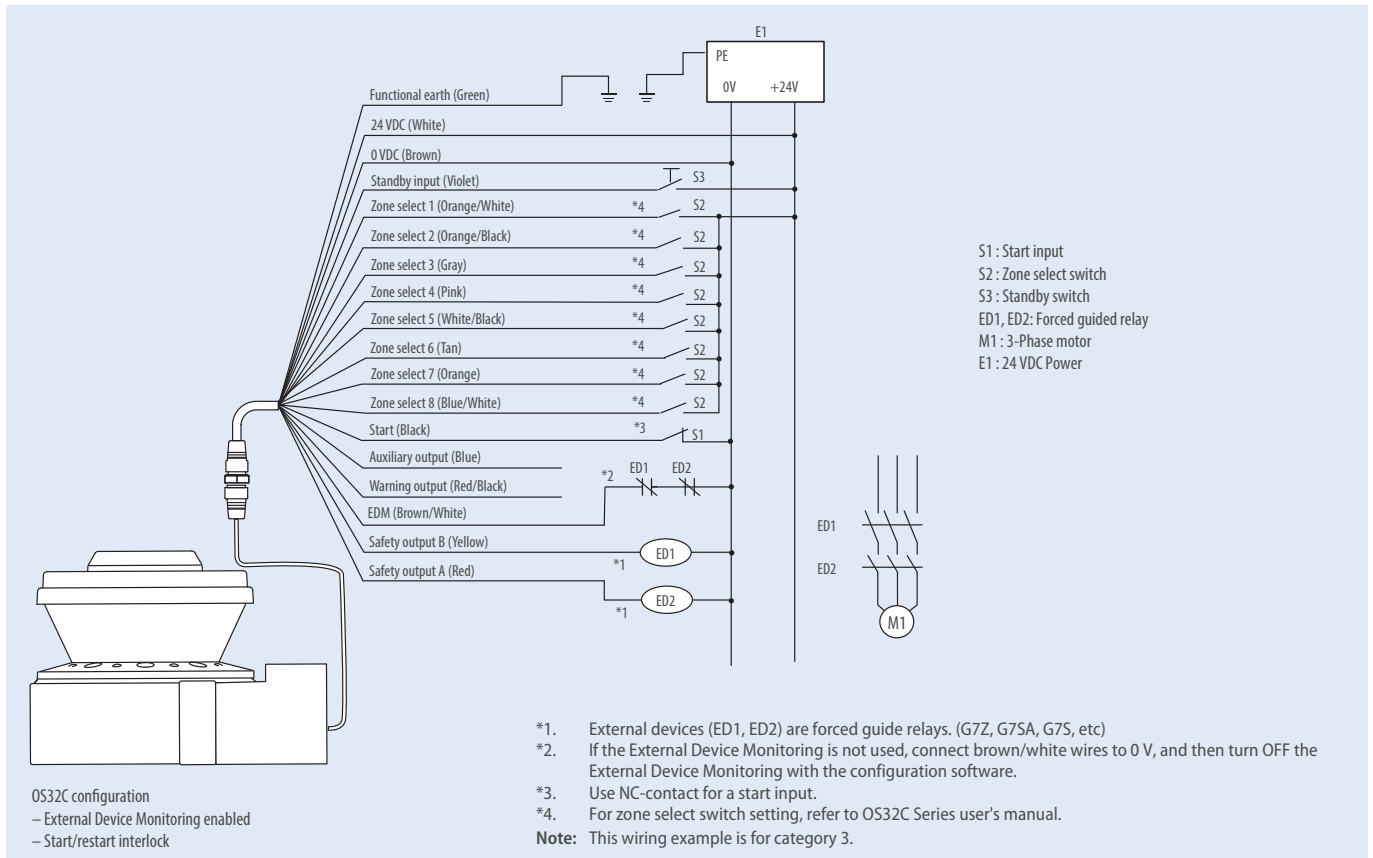 E1
PE
0V +24V
Functional earth (Green)
24 VDC (White)
0 VDC (Brown)
Standby input (Violet) S3
Zone select 1 (Orange/White) *4 S2
Zone select 2 (Orange/Black) *4 S2
Zone select 3 (Gray) *4 S2
Zone select 4 (Pink) *4 S2
Zone select 5 (White/Black) *4 S2
Zone select 6 (Tan) *4 S2
Zone select 7 (Orange) *4 S2
Zone select 8 (Blue/White) *4 S2
Start (Black) *3 S1
Auxiliary output (Blue)
Warning output (Red/Black) *2 ED1 ED2
EDM (Brown/White)
Safety output B (Yellow) *1 ED1
Safety output A (Red) *1 ED2
S1 : Start input
S2 : Zone select switch
S3 : Standby switch
ED1, ED2: Forced guided relay
M1 : 3-Phase motor
E1 : 24 VDC Power
ED1
ED2
M1
OS32C configuration
– External Device Monitoring enabled
– Start/restart interlock
*1. External devices (ED1, ED2) are forced guide relays. (G7Z, G7SA, G7S, etc)
*2. If the External Device Monitoring is not used, connect brown/white wires to 0 V, and then turn OFF the
External Device Monitoring with the configuration software.
*3. Use NC-contact for a start input.
*4. For zone select switch setting, refer to OS32C Series user's manual.
Note: This wiring example is for category 3.